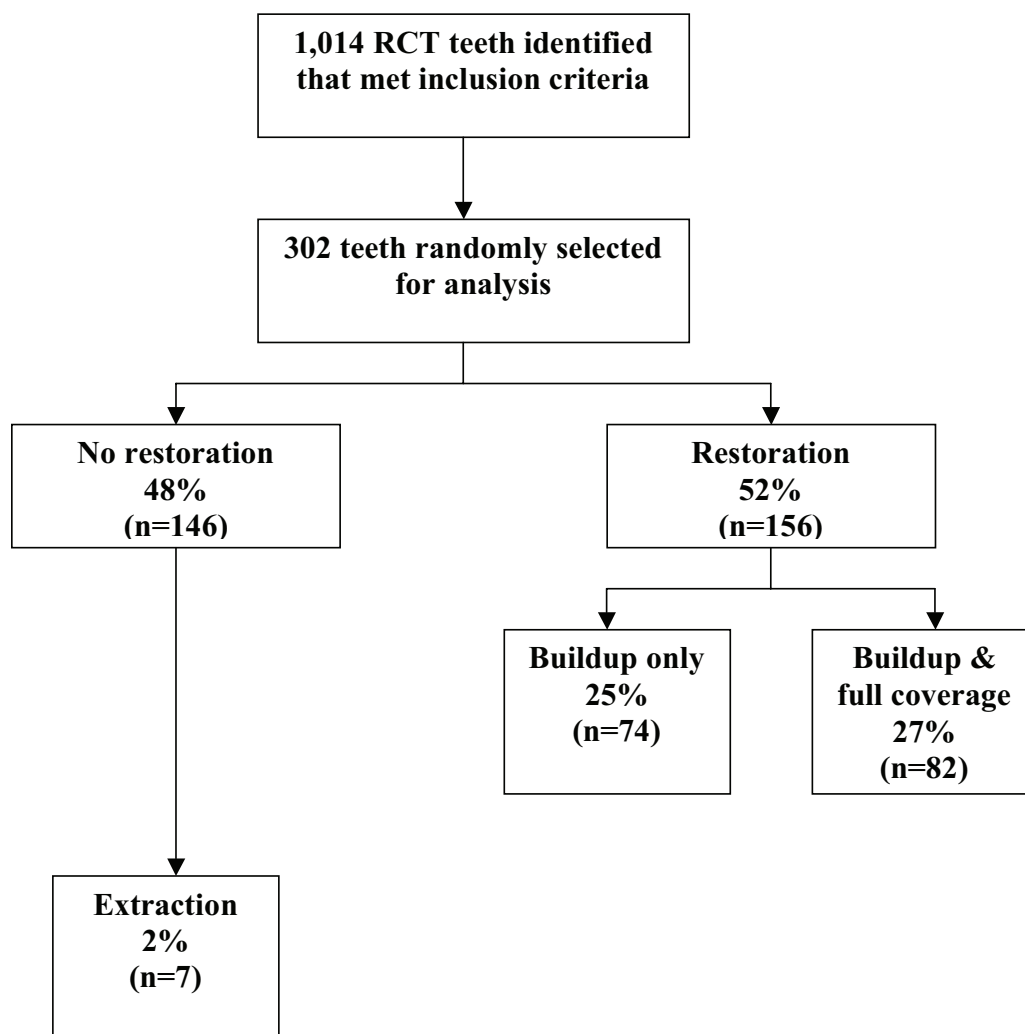 1,014 RCT teeth identified
that met inclusion criteria
302 teeth randomly selected
for analysis
No restoration
48%
(n=146)
Restoration
52%
(n=156)
Buildup only
25%
(n=74)
Buildup &
full coverage
27%
(n=82)
Extraction
2%
(n=7)